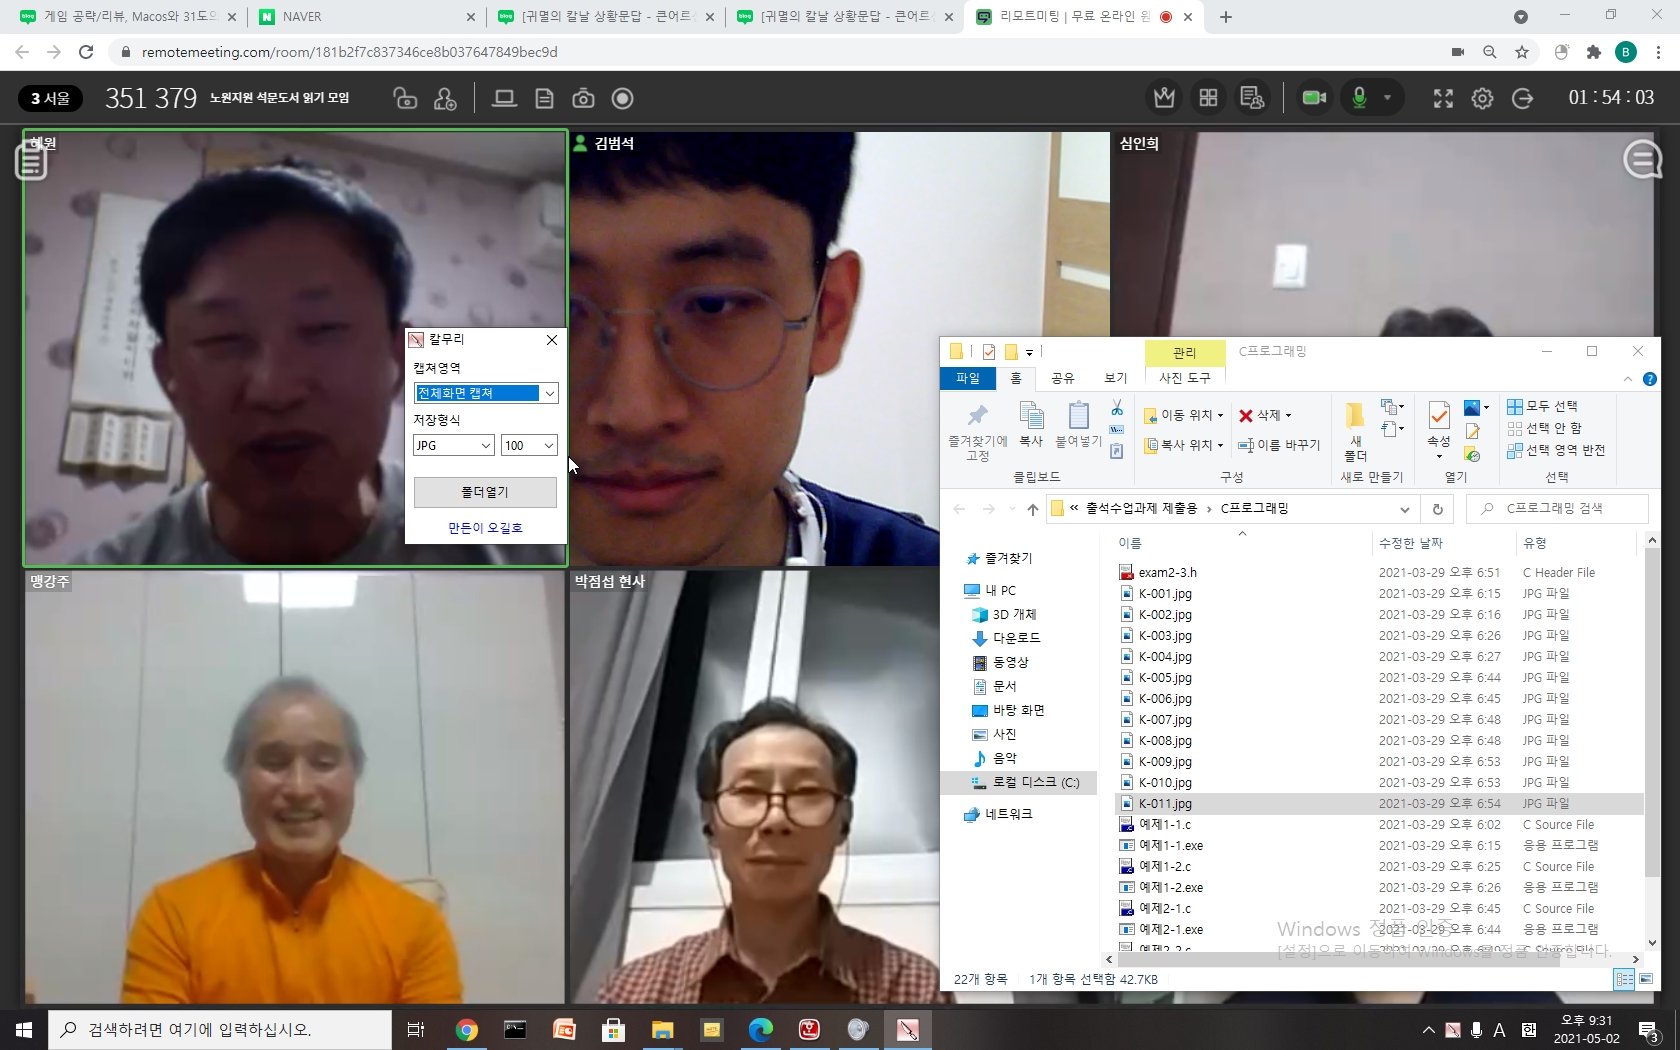 게임 공략/리뷰, Macos와 31도의
NAVER
[귀멸의 칼날 상황문답 - 큰어르
[귀멸의 칼날 상황문답 - 큰어르
리모트미팅 | 무료 온라인 원
remotemeeting.com/room/181b2f7c837346ce8b037647849bec9d
B
3 서울
351 379
노원지원 석문도서 읽기 모임
01 : 54 : 03
혜원
김범석
심인희
맹강주
박점섭 현사
칼무리
캡쳐영역
전체화면 캡쳐
저장형식
JPG
100
폴더열기
만든이 오길호
관리
C프로그래밍
파일
홈
공유
보기
사진 도구
즐겨찾기에
고정
복사
붙여넣기
이동 위치
복사 위치
삭제
이름 바꾸기
새
폴더
속성
모두 선택
선택 안 함
선택 영역 반전
클립보드
구성
새로 만들기
열기
선택
« 출석수업과제 제출용 › C프로그래밍
C프로그래밍 검색
즐겨찾기
내 PC
3D 개체
다운로드
동영상
문서
바탕 화면
사진
음악
로컬 디스크 (C:)
네트워크
이름 수정한 날짜 유형
exam2-3.h 2021-03-29 오후 6:51 C Header File
K-001.jpg 2021-03-29 오후 6:15 JPG 파일
K-002.jpg 2021-03-29 오후 6:16 JPG 파일
K-003.jpg 2021-03-29 오후 6:26 JPG 파일
K-004.jpg 2021-03-29 오후 6:27 JPG 파일
K-005.jpg 2021-03-29 오후 6:44 JPG 파일
K-006.jpg 2021-03-29 오후 6:45 JPG 파일
K-007.jpg 2021-03-29 오후 6:48 JPG 파일
K-008.jpg 2021-03-29 오후 6:48 JPG 파일
K-009.jpg 2021-03-29 오후 6:53 JPG 파일
K-010.jpg 2021-03-29 오후 6:53 JPG 파일
K-011.jpg 2021-03-29 오후 6:54 JPG 파일
예제1-1.c 2021-03-29 오후 6:02 C Source File
예제1-1.exe 2021-03-29 오후 6:15 응용 프로그램
예제1-2.c 2021-03-29 오후 6:25 C Source File
예제1-2.exe 2021-03-29 오후 6:26 응용 프로그램
예제2-1.c 2021-03-29 오후 6:45 C Source File
예제2-1.exe 2021-03-29 오후 6:44 응용 프로그램
예제2-2.c C Source File
Windows 정품 인증
[설정]으로 이동하여 Windows를 정품 인증합니다.
22개 항목 1개 항목 선택함 42.7KB
검색하려면 여기에 입력하십시오.
A
한
오후 9:31
2021-05-02
3